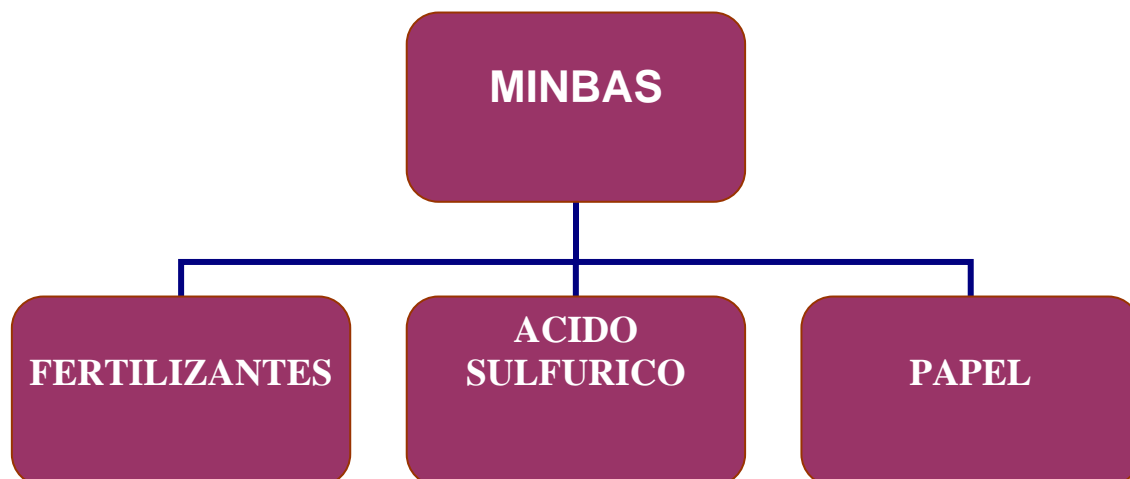 MINBAS
FERTILIZANTES
ACIDO
SULFURICO
PAPEL